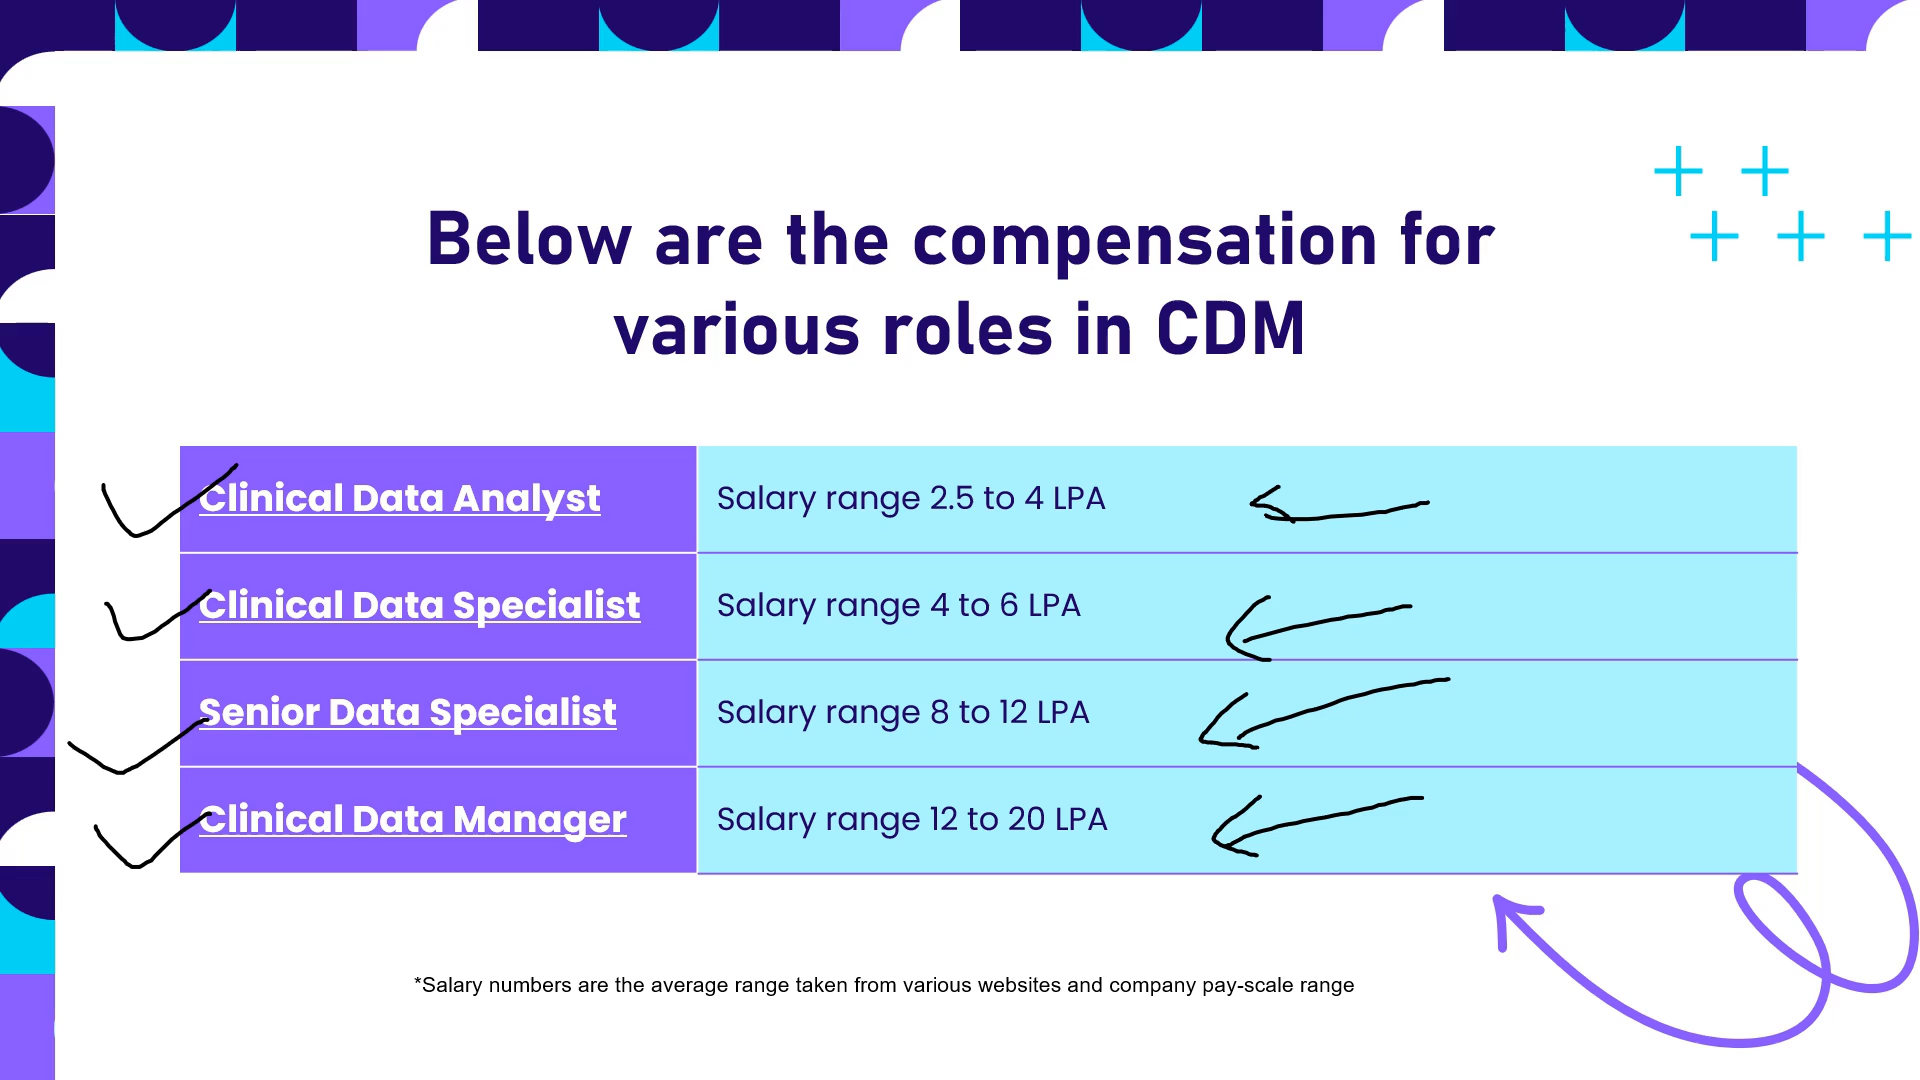 Below are the compensation for
various roles in CDM
Clinical Data Analyst
Salary range 2.5 to 4 LPA
Clinical Data Specialist
Salary range 4 to 6 LPA
Senior Data Specialist
Salary range 8 to 12 LPA
Clinical Data Manager
Salary range 12 to 20 LPA
*Salary numbers are the average range taken from various websites and company pay-scale range